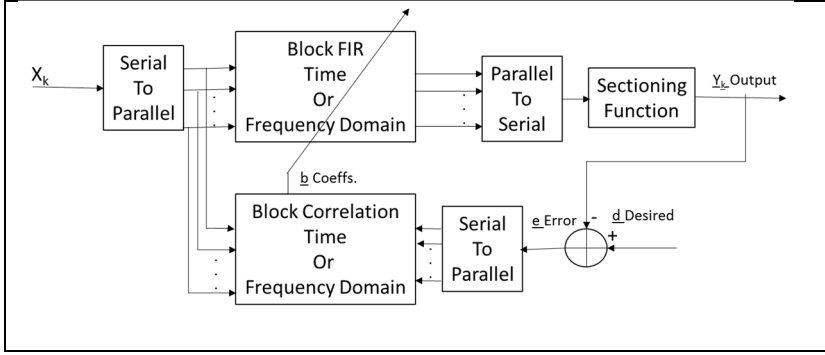 X_k
Serial
To
Parallel
Block FIR
Time
Or
Frequency Domain
Parallel
To
Serial
Sectioning
Function
Y_k Output
b Coeffs.
Block Correlation
Time
Or
Frequency Domain
Serial
To
Parallel
e Error
-
d Desired
+